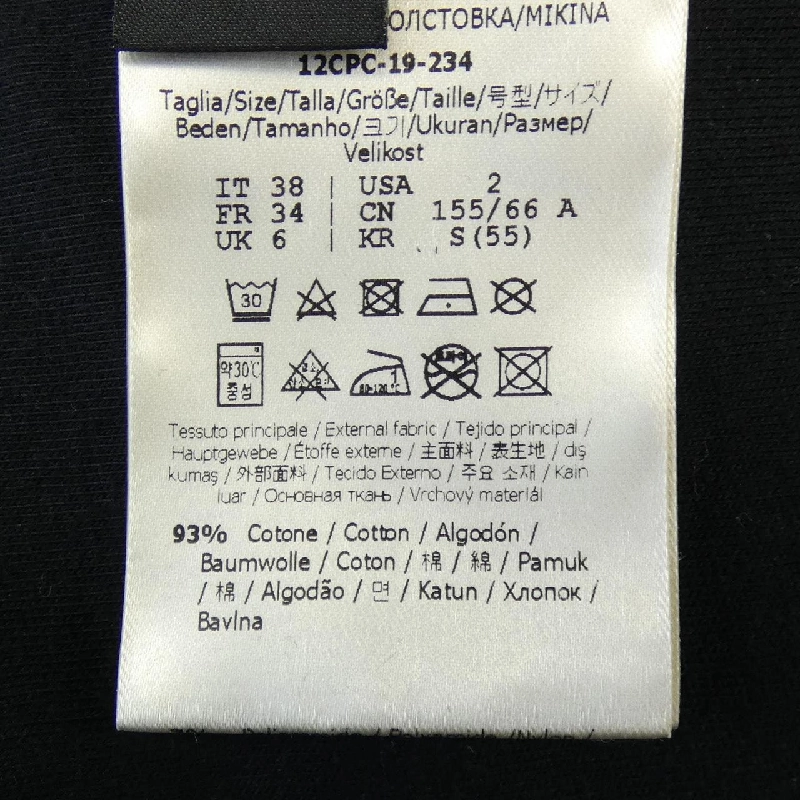 ОЛСТОВКА/MIKINA
12CPC-19-234
Taglia/Size/Talla/Größe/Taille/号型/サイズ/
Beden/Tamanho/크기/Ukuran/Размер/
Velikost
IT 38 | USA 2
FR 34 | CN 155/66 A
UK 6 | KR S(55)
30
약30℃
중성
80-120℃
Tessuto principale / External fabric / Tejido principal /
Hauptgewebe / Étoffe externe / 主面料 / 表生地 / dış
kumaş / 外部面料 / Tecido Externo / 주요 소재 / Kain
luar / Основная ткань / Vrchový materiál
93% Cotone / Cotton / Algodón /
Baumwolle / Coton / 棉 / 綿 / Pamuk
/ 棉 / Algodão / 면 / Katun / Хлопок /
Bavlna